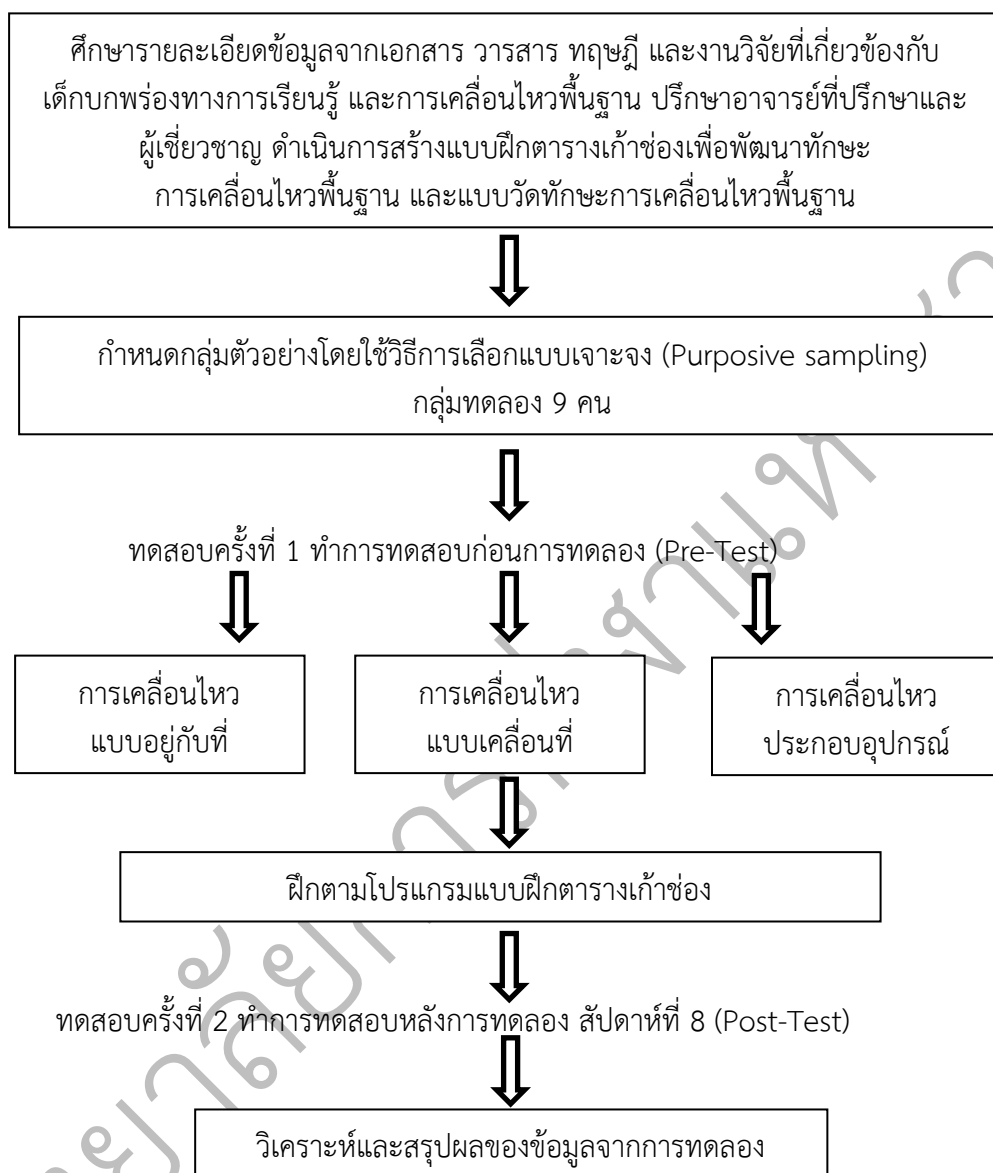 ศึกษารายละเอียดข้อมูลจากเอกสาร วารสาร ทฤษฎี และงานวิจัยที่เกี่ยวข้องกับ
เด็กบกพร่องทางการเรียนรู้ และการเคลื่อนไหวพื้นฐาน ปรึกษาอาจารย์ที่ปรึกษาและ
ผู้เชี่ยวชาญ ดำเนินการสร้างแบบฝึกตารางเก้าช่องเพื่อพัฒนาทักษะ
การเคลื่อนไหวพื้นฐาน และแบบวัดทักษะการเคลื่อนไหวพื้นฐาน
กำหนดกลุ่มตัวอย่างโดยใช้วิธีการเลือกแบบเจาะจง (Purposive sampling)
กลุ่มทดลอง 9 คน
ทดสอบครั้งที่ 1 ทำการทดสอบก่อนการทดลอง (Pre-Test)
การเคลื่อนไหว
แบบอยู่กับที่
การเคลื่อนไหว
แบบเคลื่อนที่
การเคลื่อนไหว
ประกอบอุปกรณ์
ฝึกตามโปรแกรมแบบฝึกตารางเก้าช่อง
ทดสอบครั้งที่ 2 ทำการทดสอบหลังการทดลอง สัปดาห์ที่ 8 (Post-Test)
วิเคราะห์และสรุปผลของข้อมูลจากการทดลอง